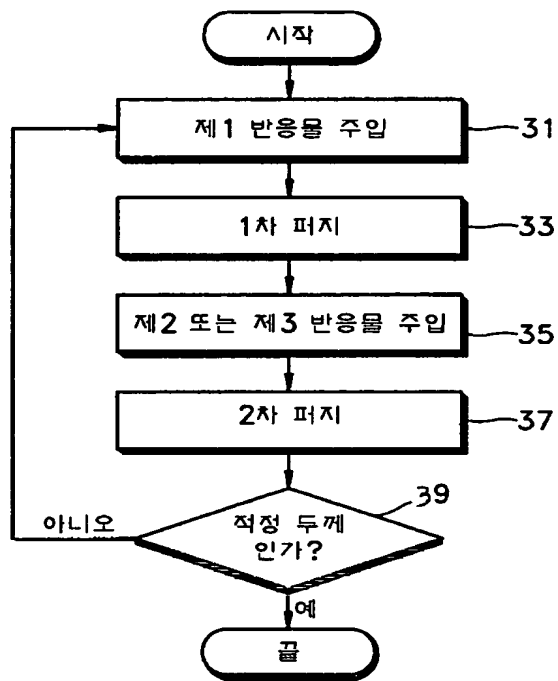 시작
제1 반응물 주입
31
1차 퍼지
33
제2 또는 제3 반응물 주입
35
2차 퍼지
37
39
적정 두께
인가?
아니오
예
끝